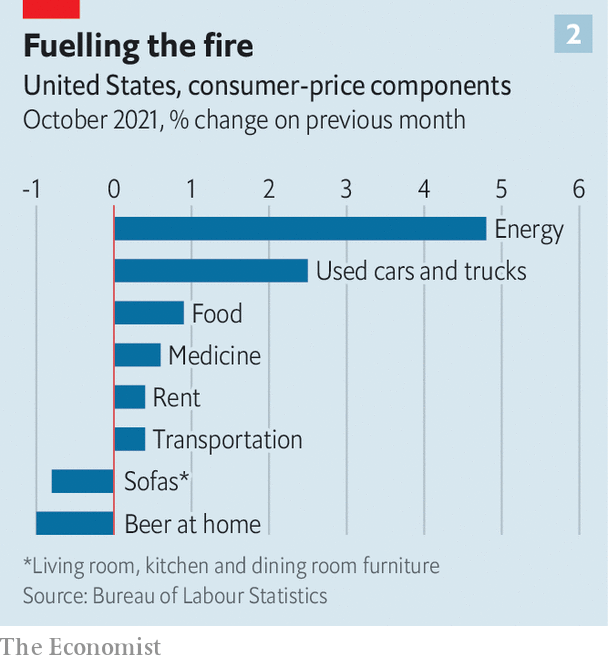 2
Fuelling the fire
United States, consumer-price components
October 2021, % change on previous month
-1 0 1 2 3 4 5 6
Energy
Used cars and trucks
Food
Medicine
Rent
Transportation
Sofas*
Beer at home
*Living room, kitchen and dining room furniture
Source: Bureau of Labour Statistics
The Economist